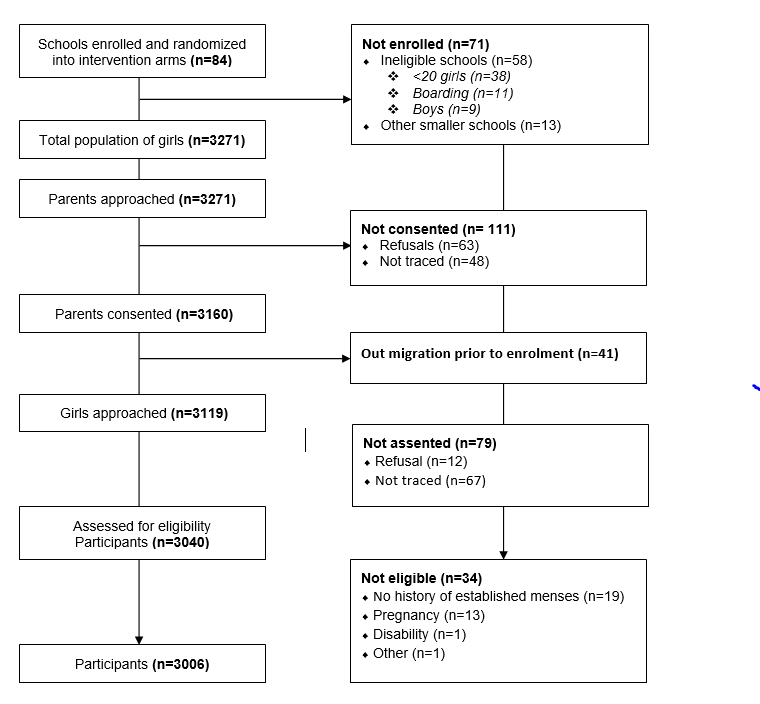 Schools enrolled and randomized
into intervention arms (n=84)
Not enrolled (n=71)
⬥ Ineligible schools (n=58)
❖ <20 girls (n=38)
❖ Boarding (n=11)
❖ Boys (n=9)
⬥ Other smaller schools (n=13)
Total population of girls (n=3271)
Parents approached (n=3271)
Not consented (n= 111)
⬥ Refusals (n=63)
⬥ Not traced (n=48)
Parents consented (n=3160)
Out migration prior to enrolment (n=41)
Girls approached (n=3119)
Not assented (n=79)
⬥ Refusal (n=12)
⬥ Not traced (n=67)
Assessed for eligibility
Participants (n=3040)
Not eligible (n=34)
⬥ No history of established menses (n=19)
⬥ Pregnancy (n=13)
⬥ Disability (n=1)
⬥ Other (n=1)
Participants (n=3006)